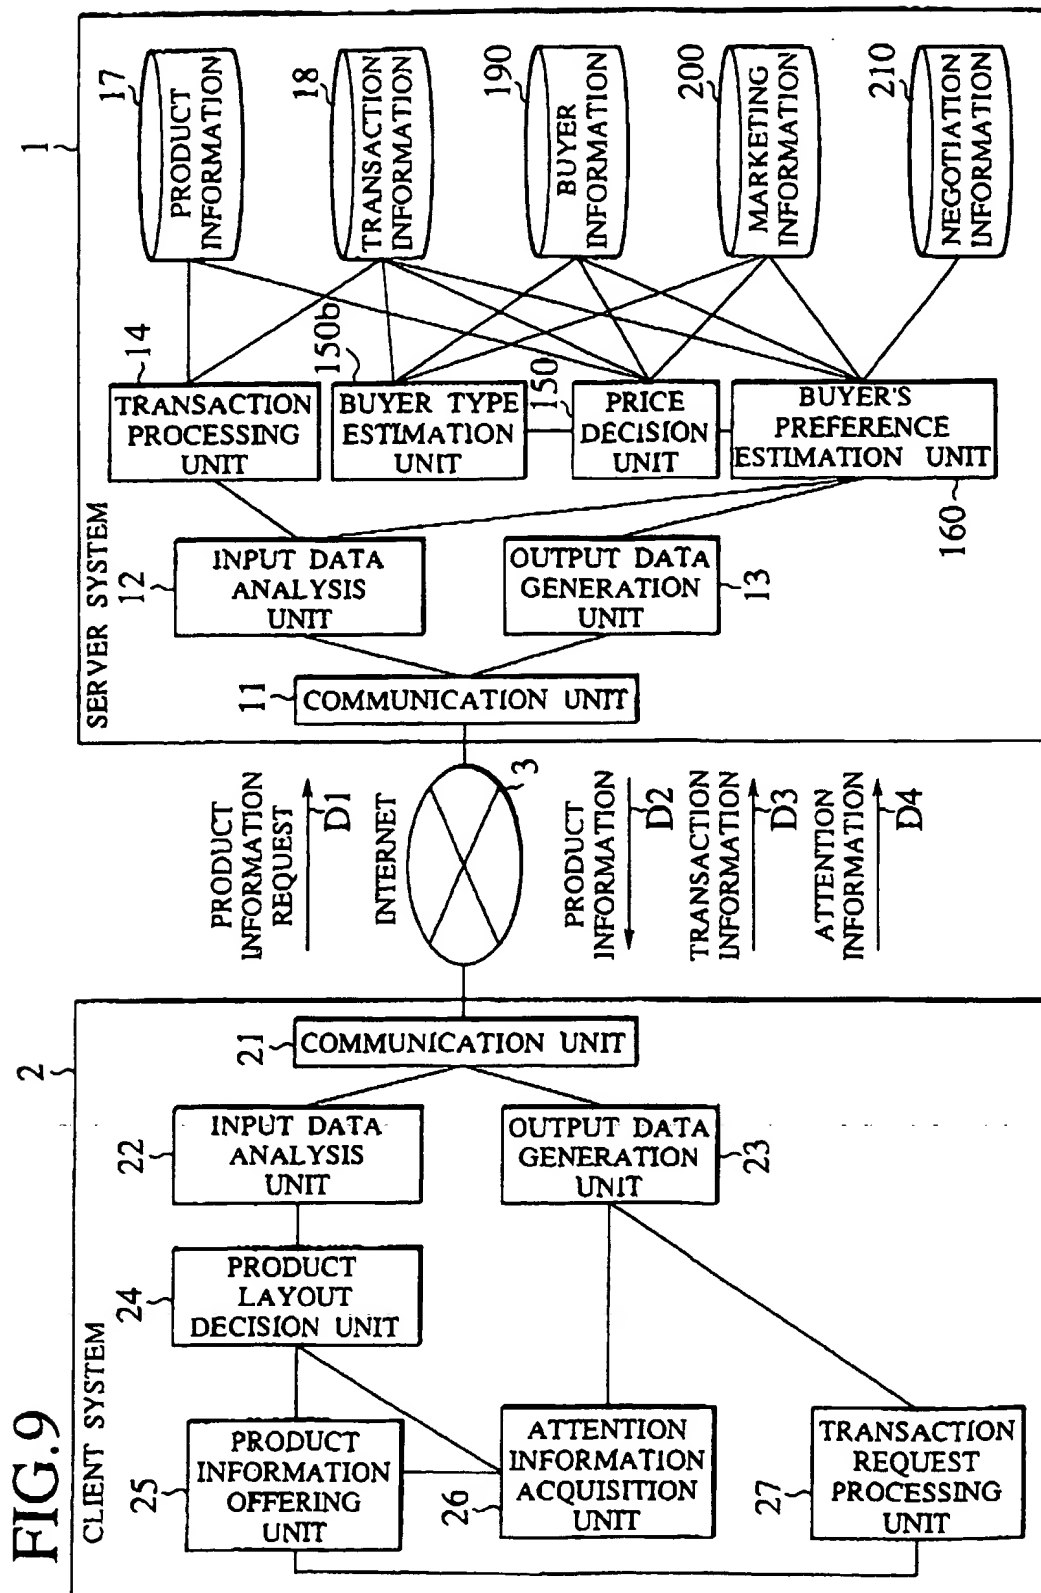 FIG.9
CLIENT SYSTEM
2
PRODUCT
INFORMATION
OFFERING
UNIT
25
ATTENTION
INFORMATION
ACQUISITION
UNIT
26
TRANSACTION
REQUEST
PROCESSING
UNIT
27
PRODUCT
LAYOUT
DECISION UNIT
24
INPUT DATA
ANALYSIS
UNIT
22
OUTPUT DATA
GENERATION
UNIT
23
COMMUNICATION UNIT
21
PRODUCT
INFORMATION
REQUEST
D1
INTERNET
3
PRODUCT
INFORMATION
D2
TRANSACTION
INFORMATION
D3
ATTENTION
INFORMATION
D4
SERVER SYSTEM
1
COMMUNICATION UNIT
11
INPUT DATA
ANALYSIS
UNIT
12
OUTPUT DATA
GENERATION
UNIT
13
TRANSACTION
PROCESSING
UNIT
14
BUYER TYPE
ESTIMATION
UNIT
150b
PRICE
DECISION
UNIT
150
BUYER'S
PREFERENCE
ESTIMATION UNIT
160
PRODUCT
INFORMATION
17
TRANSACTION
INFORMATION
18
BUYER
INFORMATION
190
MARKETING
INFORMATION
200
NEGOTIATION
INFORMATION
210